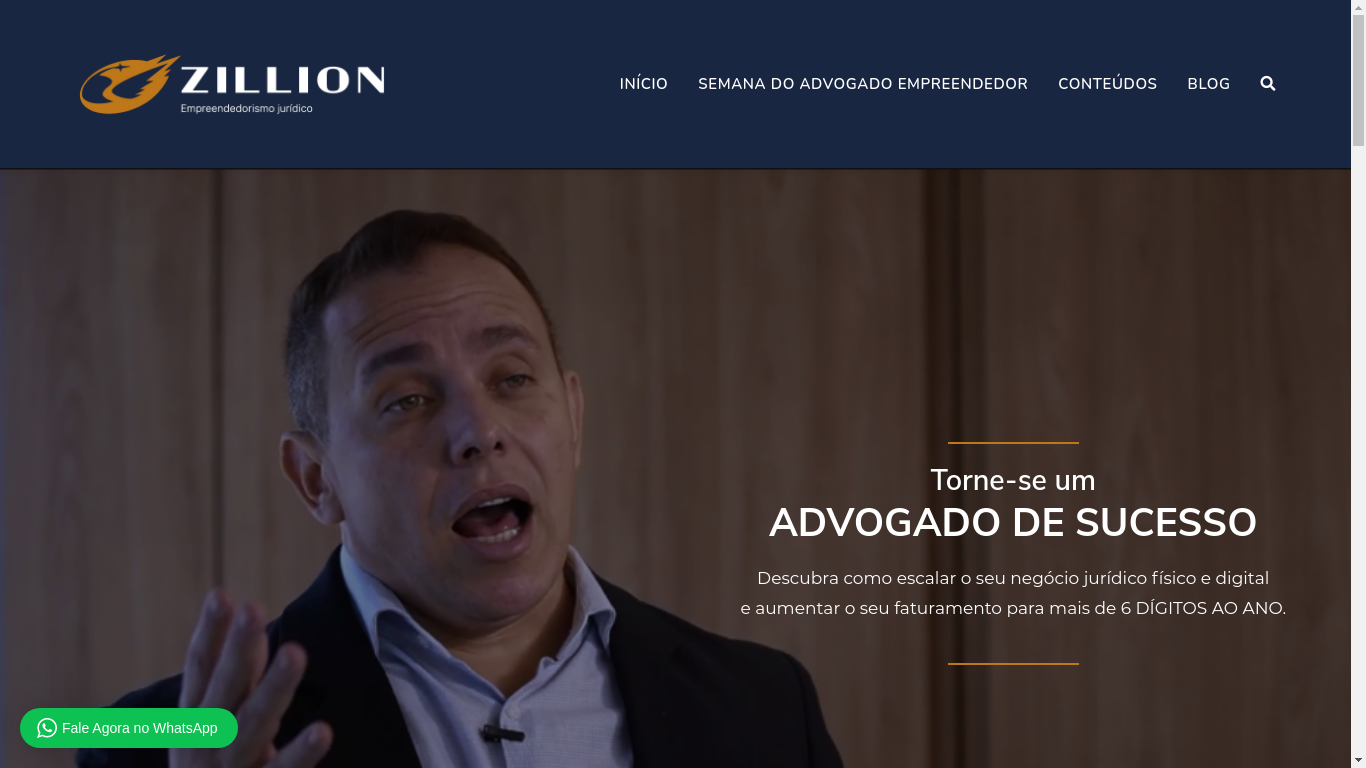 ZILLION
Empreendedorismo jurídico
INÍCIO SEMANA DO ADVOGADO EMPREENDEDOR CONTEÚDOS BLOG
Torne-se um
ADVOGADO DE SUCESSO
Descubra como escalar o seu negócio jurídico físico e digital
e aumentar o seu faturamento para mais de 6 DÍGITOS AO ANO.
Fale Agora no WhatsApp